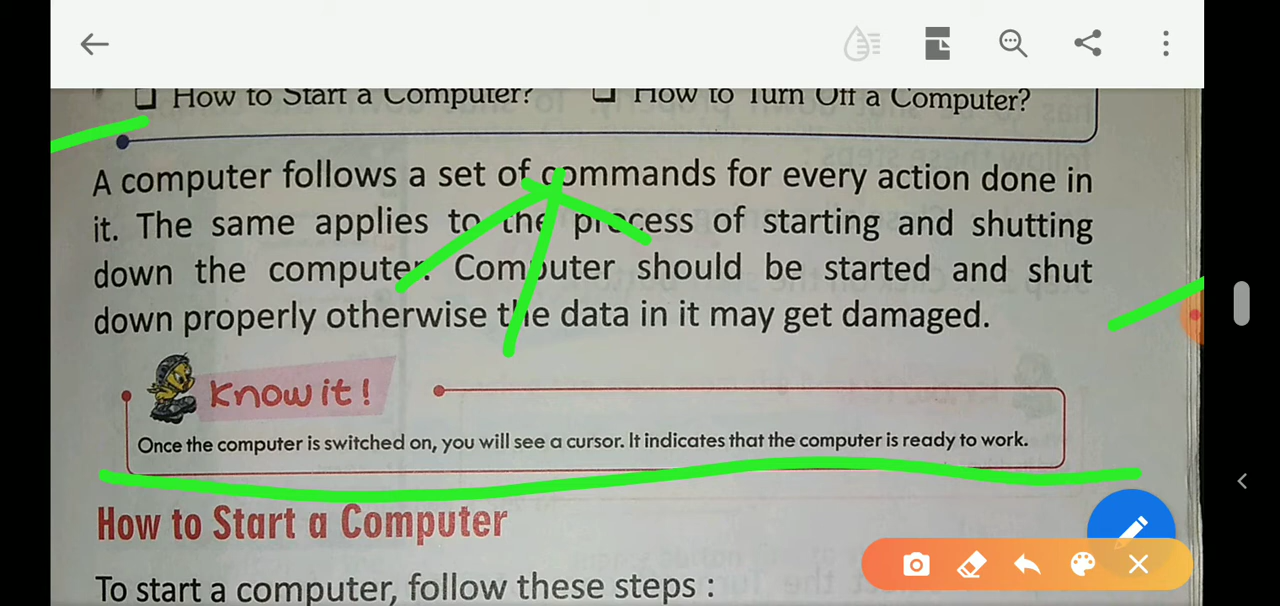 How to Start a Computer? How to Turn Off a Computer?
A computer follows a set of commands for every action done in
it. The same applies to the process of starting and shutting
down the computer. Computer should be started and shut
down properly otherwise the data in it may get damaged.
Know it!
Once the computer is switched on, you will see a cursor. It indicates that the computer is ready to work.
How to Start a Computer
To start a computer, follow these steps :